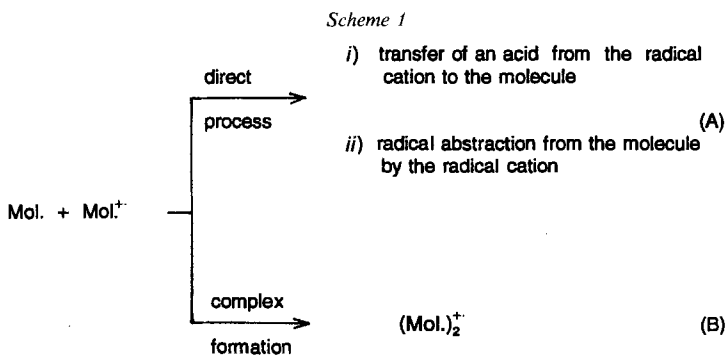 Scheme 1
i) transfer of an acid from the radical
cation to the molecule
direct
process
(A)
ii) radical abstraction from the molecule
by the radical cation
Mol. + Mol.⁺·
complex
formation
(Mol.)₂⁺·
(B)